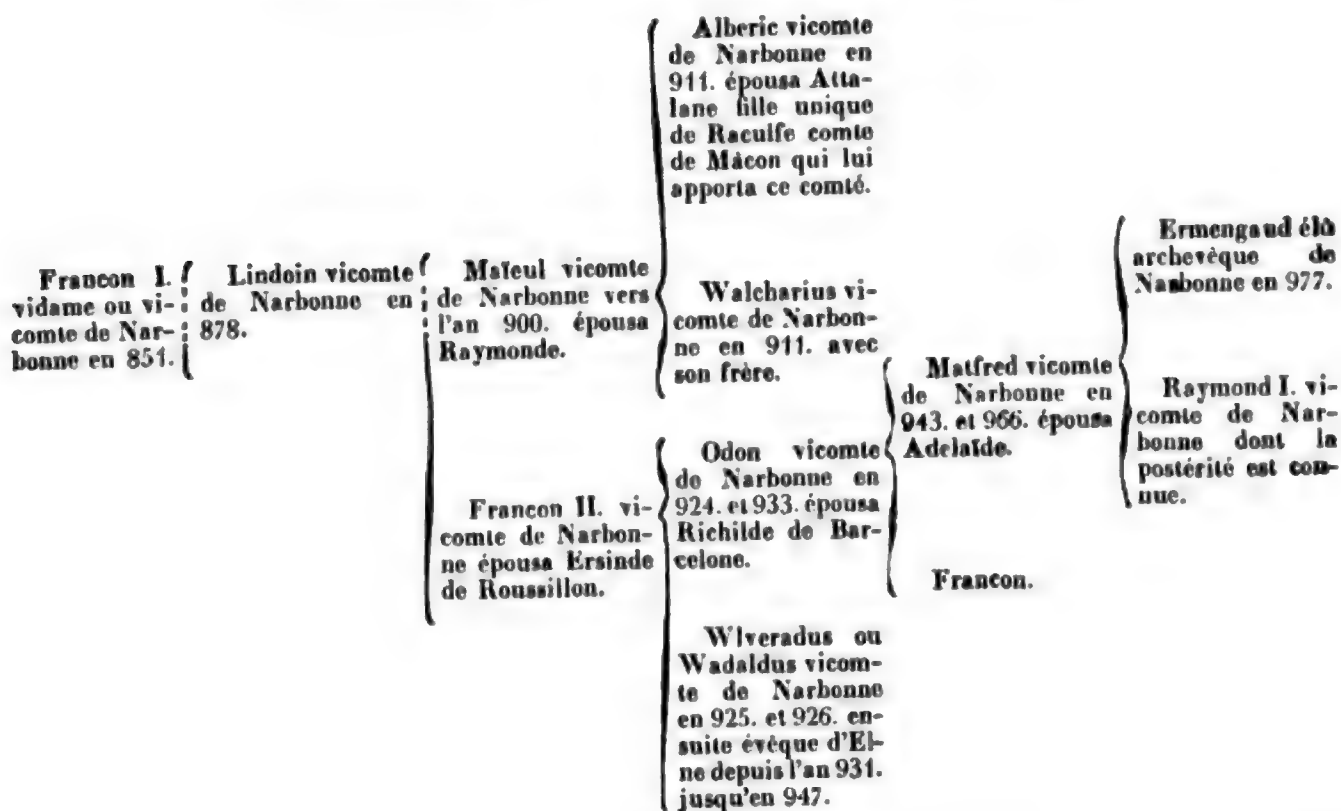 Francon I.
vidame ou vi-
comte de Nar-
bonne en 851.
Lindoin vicomte
de Narbonne en
878.
Maïeul vicomte
de Narbonne vers
l'an 900. épousa
Raymonde.
Alberic vicomte
de Narbonne en
911. épousa Atta-
lane fille unique
de Raculfe comte
de Mâcon qui lui
apporta ce comté.
Walcharius vi-
comte de Narbon-
ne en 911. avec
son frère.
Francon II. vi-
comte de Narbon-
ne épousa Ersinde
de Roussillon.
Odon vicomte
de Narbonne en
924. et 933. épousa
Richilde de Bar-
celone.
Wlveradus ou
Wadaldus vicom-
te de Narbonne
en 925. et 926. en-
suite évêque d'El-
ne depuis l'an 931.
jusqu'en 947.
Matfred vicomte
de Narbonne en
943. et 966. épousa
Adelaïde.
Francon.
Ermengaud élû
archevêque de
Nasbonne en 977.
Raymond I. vi-
comte de Nar-
bonne dont la
postérité est con-
nue.